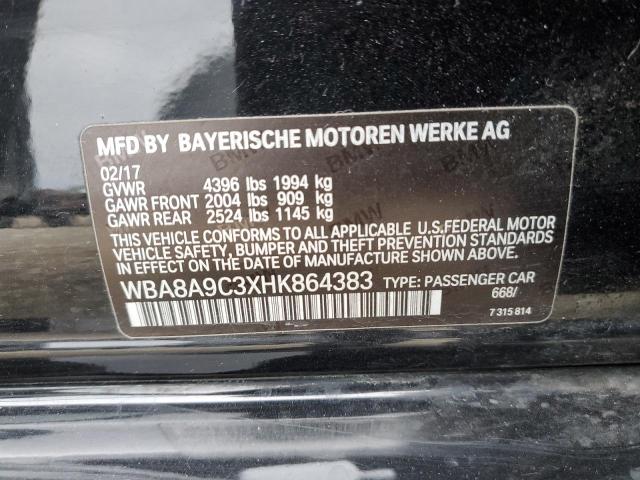 MFD BY BAYERISCHE MOTOREN WERKE AG
02/17
GVWR 4396 lbs 1994 kg
GAWR FRONT 2004 lbs 909 kg
GAWR REAR 2524 lbs 1145 kg
THIS VEHICLE CONFORMS TO ALL APPLICABLE U.S.FEDERAL MOTOR
VEHICLE SAFETY, BUMPER AND THEFT PREVENTION STANDARDS
IN EFFECT ON THE DATE OF MANUFACTURE SHOWN ABOVE.
WBA8A9C3XHK864383 TYPE: PASSENGER CAR
668/
7 315 814